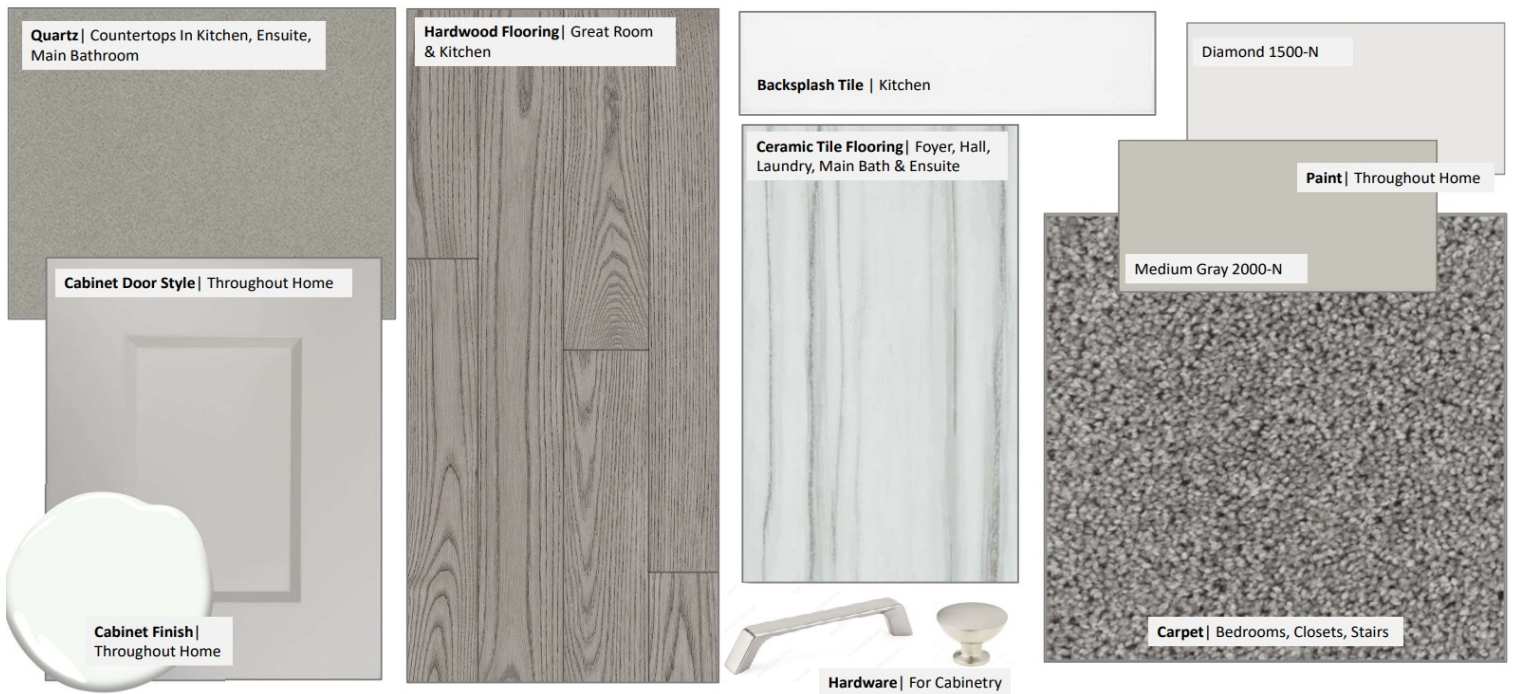 Quartz| Countertops In Kitchen, Ensuite,
Main Bathroom
Cabinet Door Style| Throughout Home
Cabinet Finish|
Throughout Home
Hardwood Flooring| Great Room
& Kitchen
Backsplash Tile | Kitchen
Ceramic Tile Flooring| Foyer, Hall,
Laundry, Main Bath & Ensuite
Hardware| For Cabinetry
Diamond 1500-N
Paint| Throughout Home
Medium Gray 2000-N
Carpet| Bedrooms, Closets, Stairs